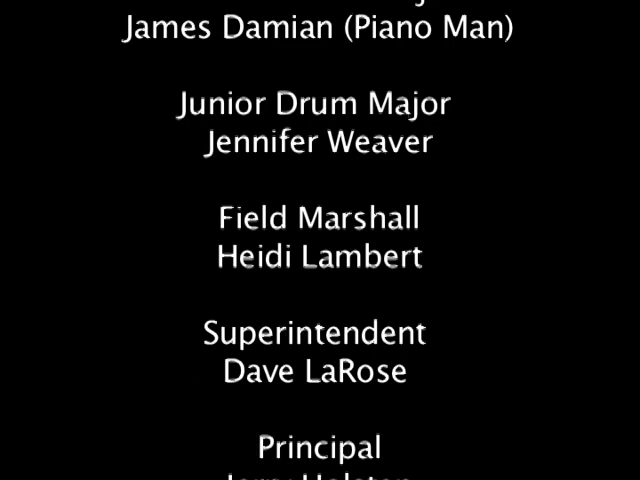 James Damian (Piano Man)
Junior Drum Major
Jennifer Weaver
Field Marshall
Heidi Lambert
Superintendent
Dave LaRose
Principal